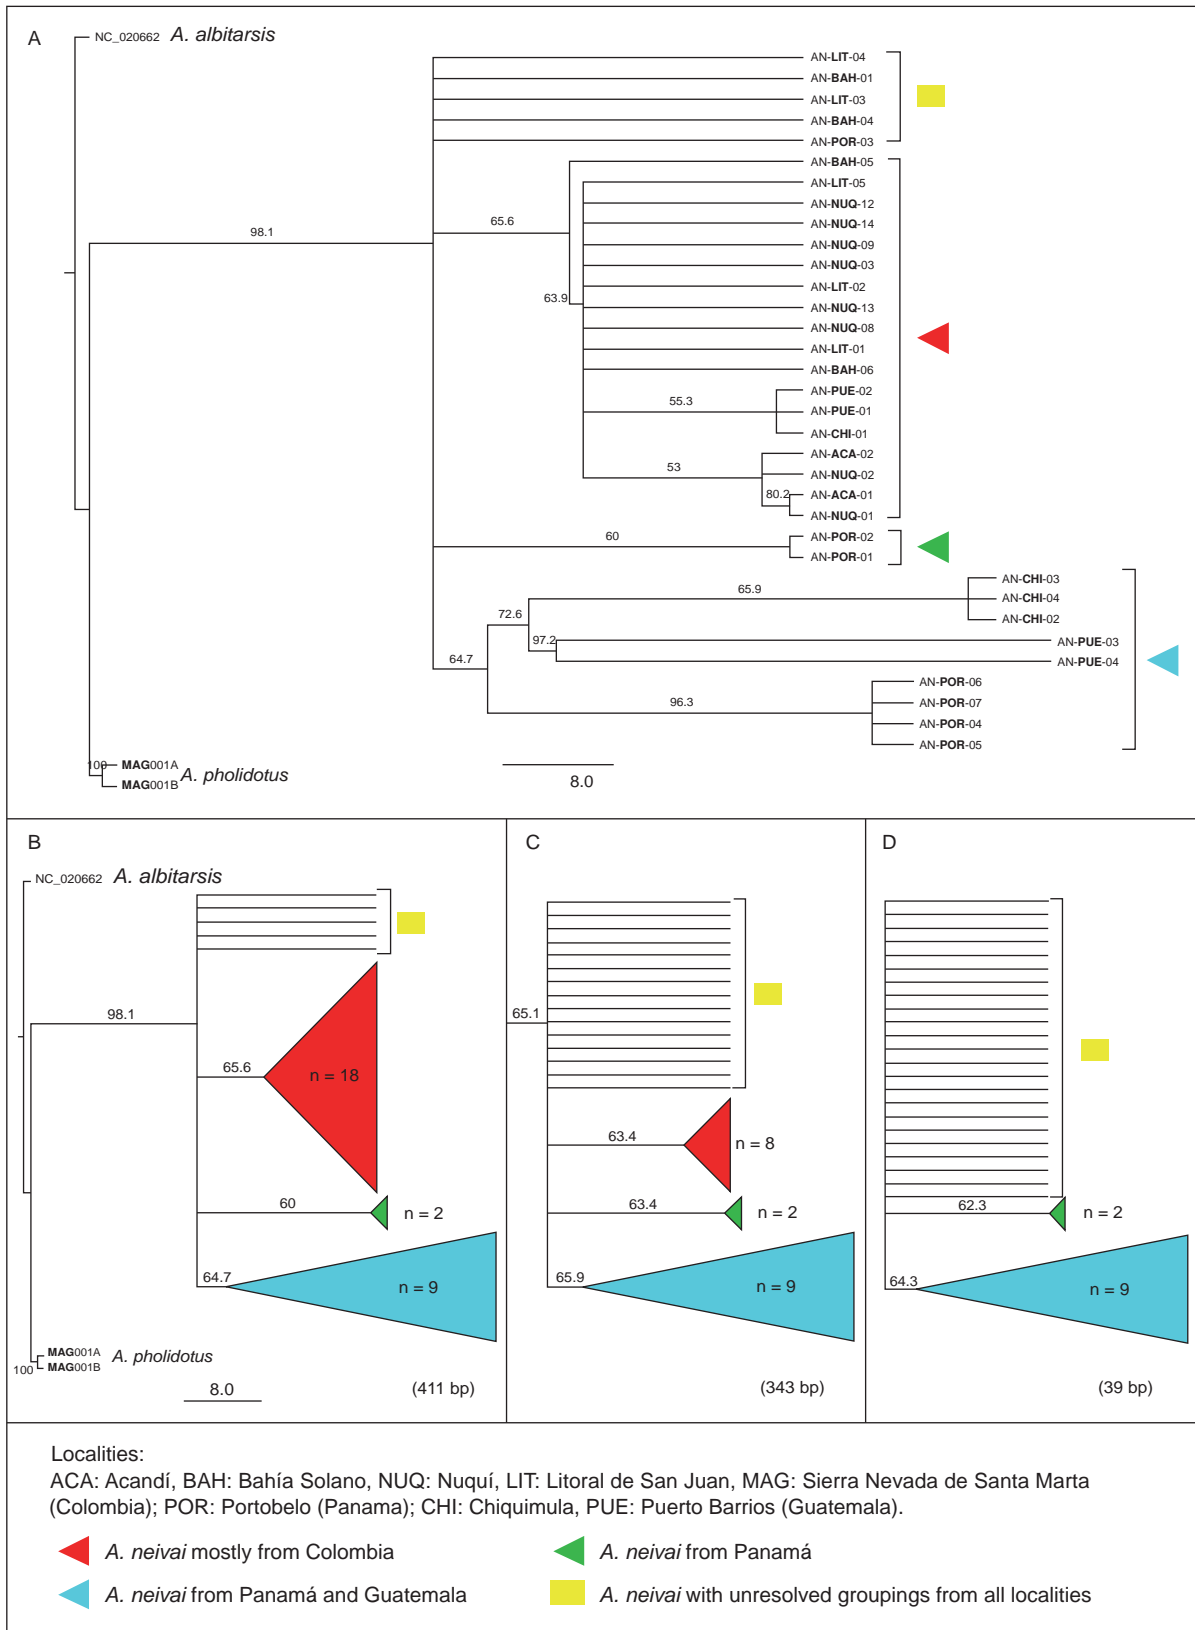 A
NC_020662 A. albitarsis
AN-LIT-04
AN-BAH-01
AN-LIT-03
AN-BAH-04
AN-POR-03
AN-BAH-05
AN-LIT-05
AN-NUQ-12
AN-NUQ-14
AN-NUQ-09
AN-NUQ-03
AN-LIT-02
AN-NUQ-13
AN-NUQ-08
AN-LIT-01
AN-BAH-06
AN-PUE-02
AN-PUE-01
AN-CHI-01
AN-ACA-02
AN-NUQ-02
AN-ACA-01
AN-NUQ-01
AN-POR-02
AN-POR-01
AN-CHI-03
AN-CHI-04
AN-CHI-02
AN-PUE-03
AN-PUE-04
AN-POR-06
AN-POR-07
AN-POR-04
AN-POR-05
98.1
65.6
63.9
55.3
53
80.2
60
65.9
72.6
97.2
64.7
96.3
100
MAG001A
MAG001B
A. pholidotus
8.0
B
NC_020662 A. albitarsis
98.1
65.6
n = 18
60
n = 2
64.7
n = 9
MAG001A
MAG001B
100
A. pholidotus
8.0
(411 bp)
C
65.1
63.4
n = 8
63.4
n = 2
65.9
n = 9
(343 bp)
D
62.3
n = 2
64.3
n = 9
(39 bp)
Localities:
ACA: Acandí, BAH: Bahía Solano, NUQ: Nuquí, LIT: Litoral de San Juan, MAG: Sierra Nevada de Santa Marta
(Colombia); POR: Portobelo (Panama); CHI: Chiquimula, PUE: Puerto Barrios (Guatemala).
A. neivai mostly from Colombia
A. neivai from Panamá
A. neivai from Panamá and Guatemala
A. neivai with unresolved groupings from all localities